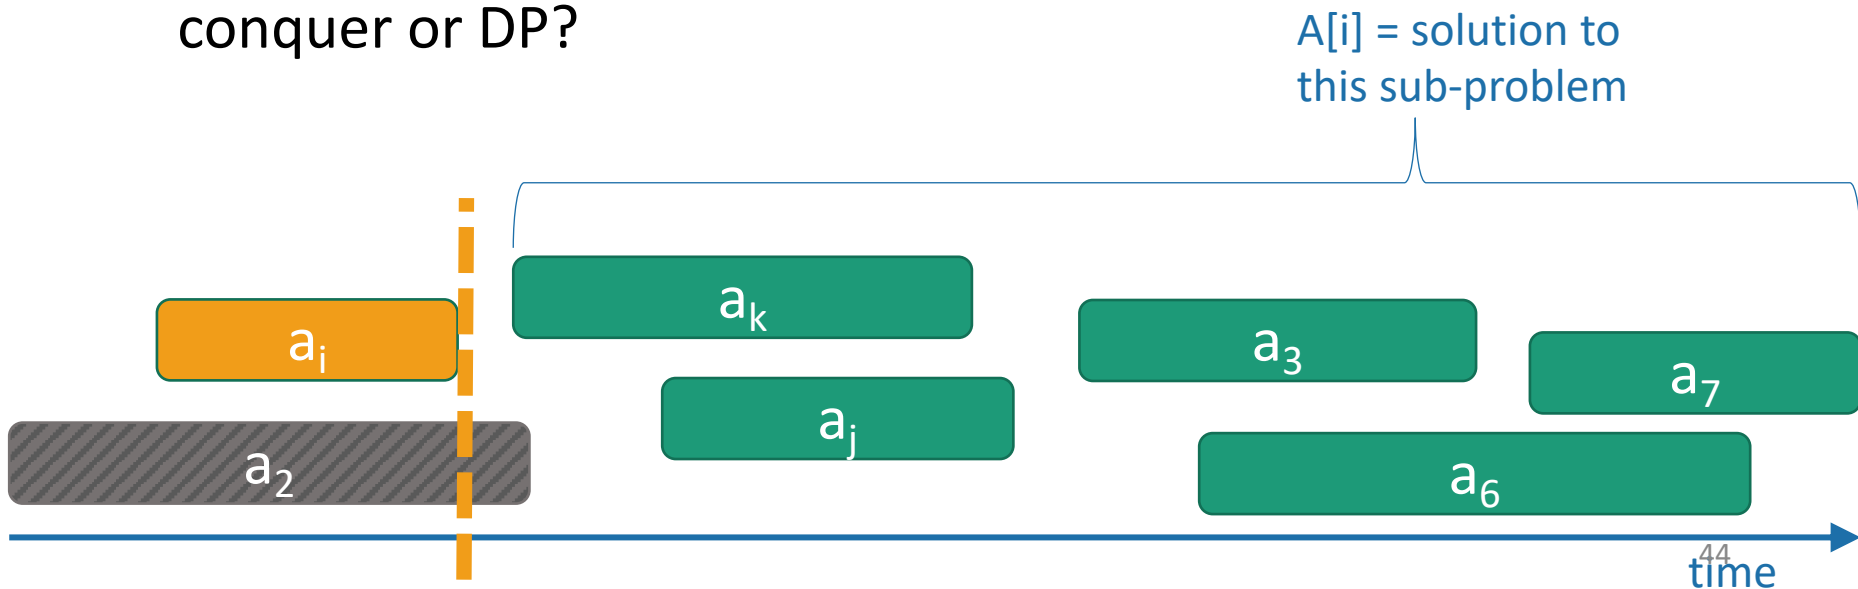 conquer or DP?
A[i] = solution to
this sub-problem
aₖ
aᵢ
a₃
a₇
aⱼ
a₂
a₆
44
time